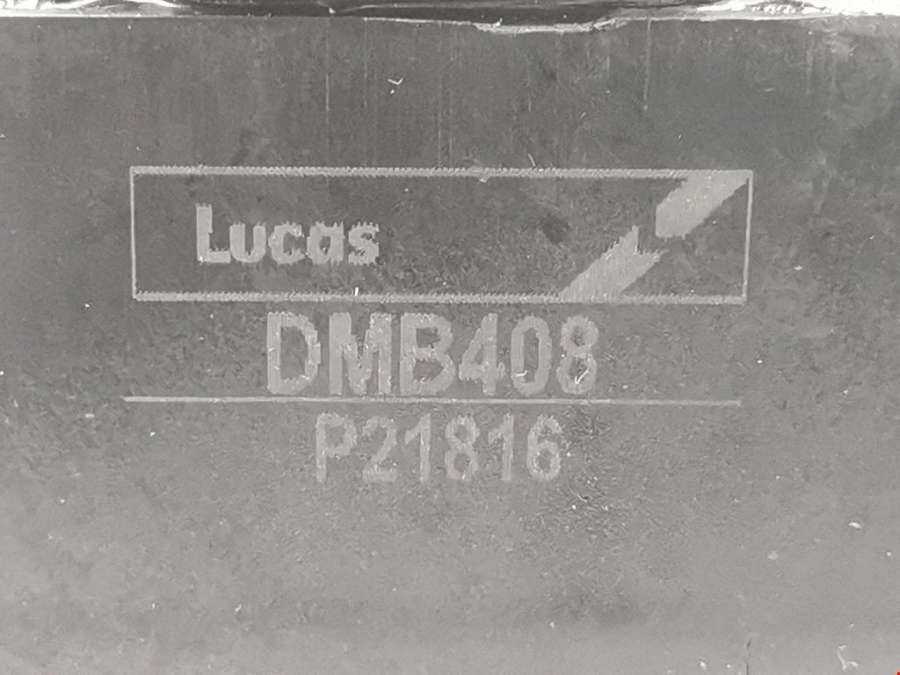 Lucas
DMB408
P21816